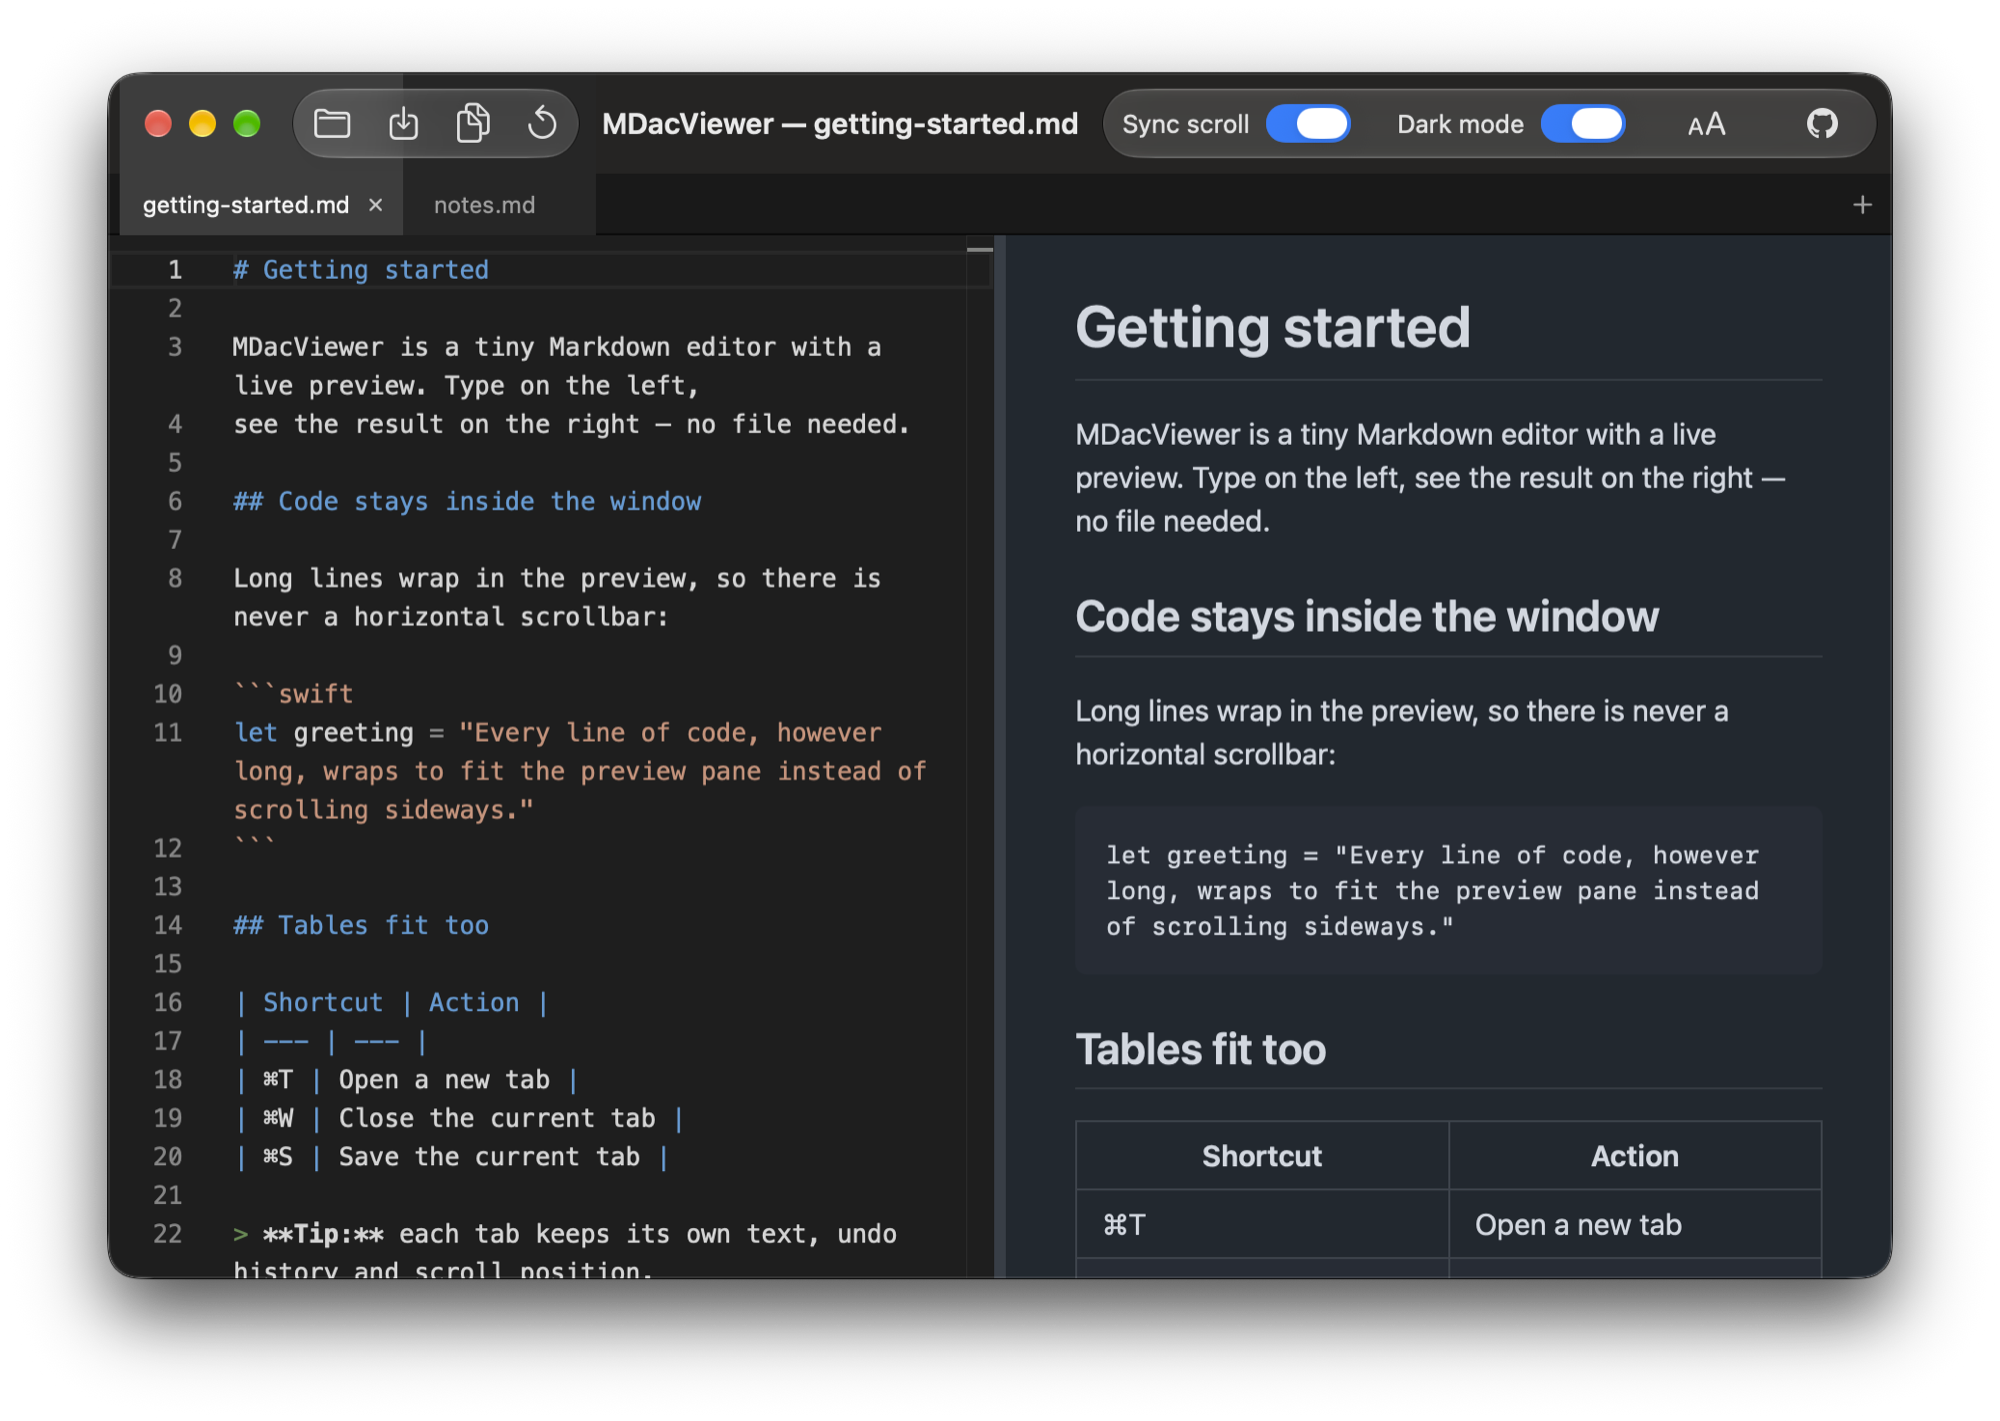 MDacViewer — getting-started.md
Sync scroll
Dark mode
AA
getting-started.md ×
notes.md
+
1 # Getting started
2
3 MDacViewer is a tiny Markdown editor with a
live preview. Type on the left,
4 see the result on the right — no file needed.
5
6 ## Code stays inside the window
7
8 Long lines wrap in the preview, so there is
never a horizontal scrollbar:
9
10 ```swift
11 let greeting = "Every line of code, however
long, wraps to fit the preview pane instead of
scrolling sideways."
12 ```
13
14 ## Tables fit too
15
16 | Shortcut | Action |
17 | --- | --- |
18 | ⌘T | Open a new tab |
19 | ⌘W | Close the current tab |
20 | ⌘S | Save the current tab |
21
22 > **Tip:** each tab keeps its own text, undo
history and scroll position.
Getting started
MDacViewer is a tiny Markdown editor with a live
preview. Type on the left, see the result on the right —
no file needed.
Code stays inside the window
Long lines wrap in the preview, so there is never a
horizontal scrollbar:
let greeting = "Every line of code, however
long, wraps to fit the preview pane instead
of scrolling sideways."
Tables fit too
Shortcut Action
⌘T Open a new tab